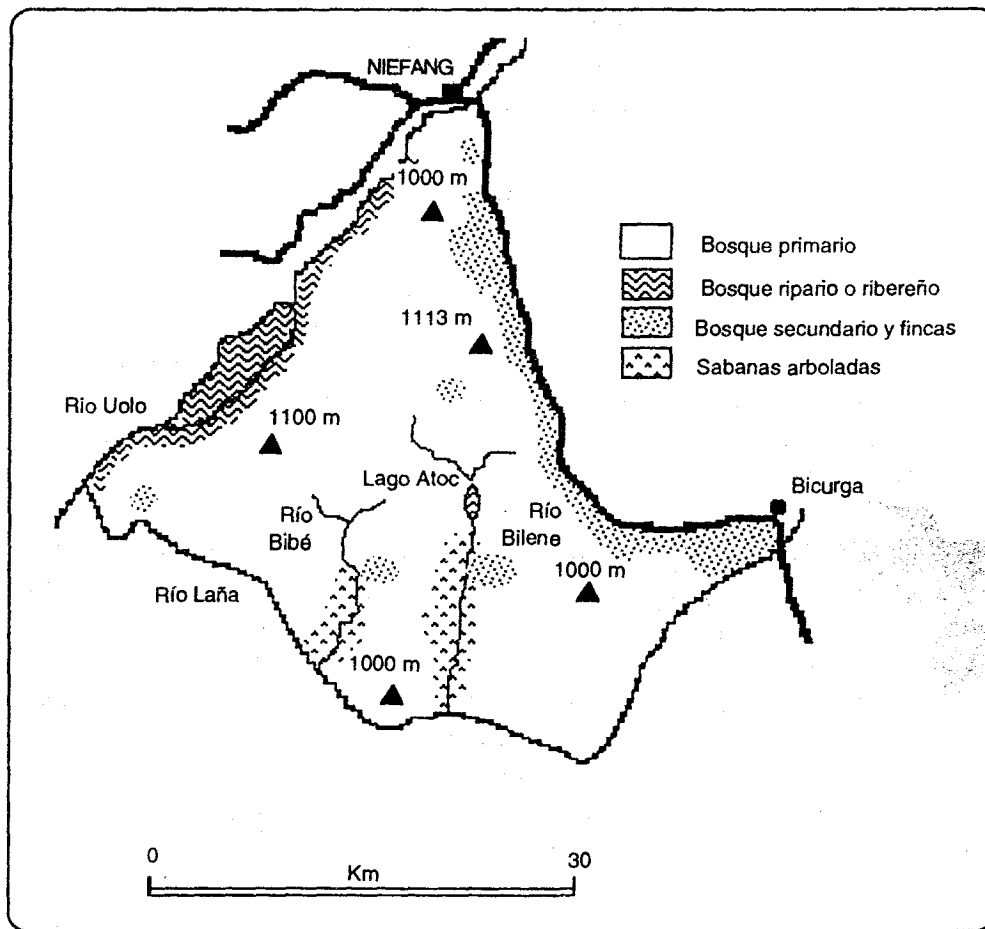 NIEFANG
1000 m
Bosque primario
Bosque ripario o ribereño
1113 m
Bosque secundario y fincas
Sabanas arboladas
Rio Uolo
1100 m
Lago Atoc
Bicurga
Río
Bibé
Río
Bilene
1000 m
Río Laña
1000 m
0
Km
30